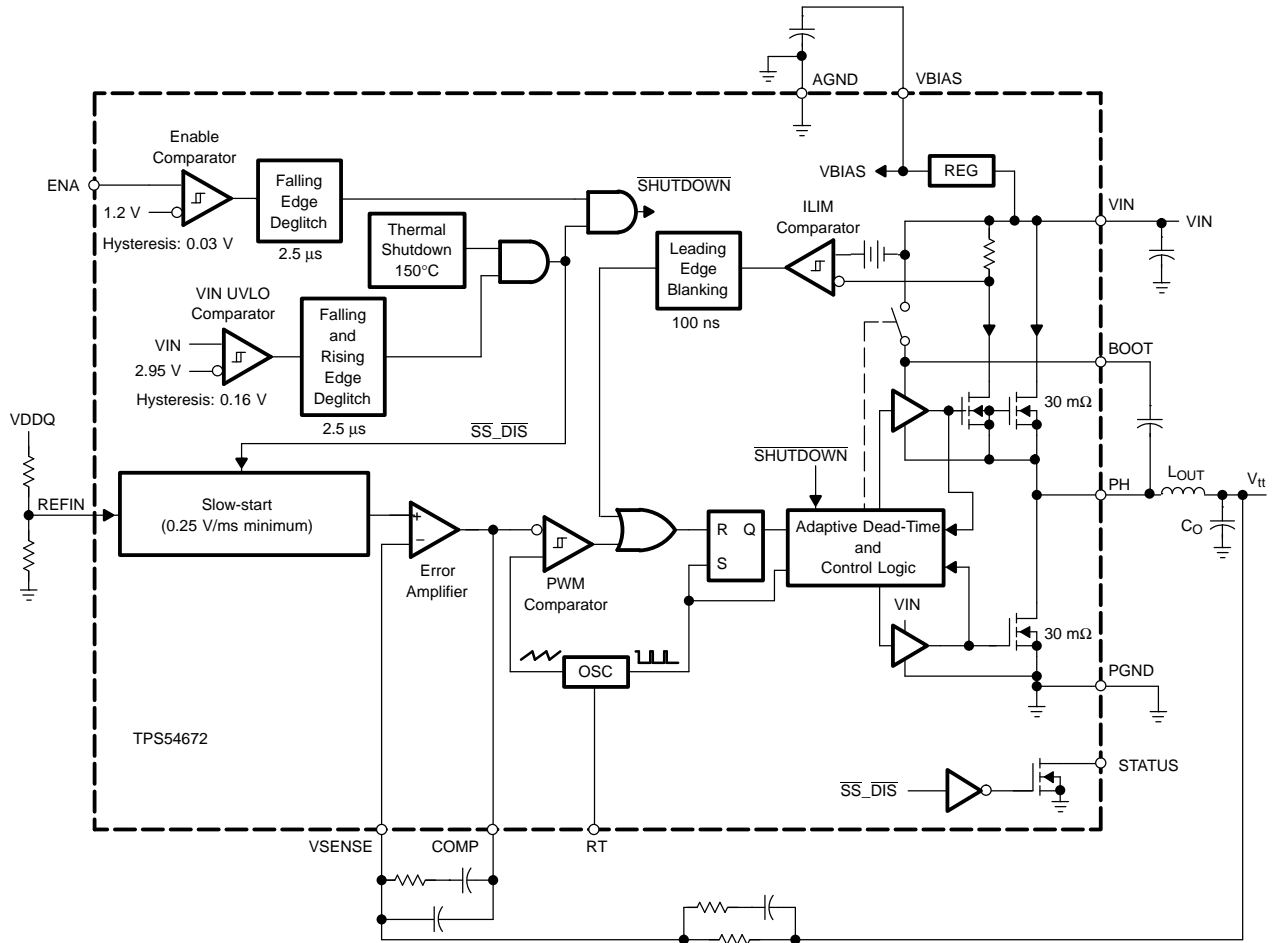 AGND
VBIAS
Enable
Comparator
ENA
1.2 V
Hysteresis: 0.03 V
Falling
Edge
Deglitch
2.5 μs
SHUTDOWN
VBIAS
REG
VIN
VIN
Thermal
Shutdown
150°C
ILIM
Comparator
Leading
Edge
Blanking
100 ns
VIN UVLO
Comparator
VIN
2.95 V
Hysteresis: 0.16 V
Falling
and
Rising
Edge
Deglitch
2.5 μs
BOOT
30 mΩ
VDDQ
SS_DIS
SHUTDOWN
REFIN
Slow-start
(0.25 V/ms minimum)
+
−
Error
Amplifier
PWM
Comparator
R Q
S
Adaptive Dead-Time
and
Control Logic
PH
LOUT
Vtt
CO
VIN
30 mΩ
OSC
PGND
TPS54672
SS_DIS
STATUS
VSENSE
COMP
RT